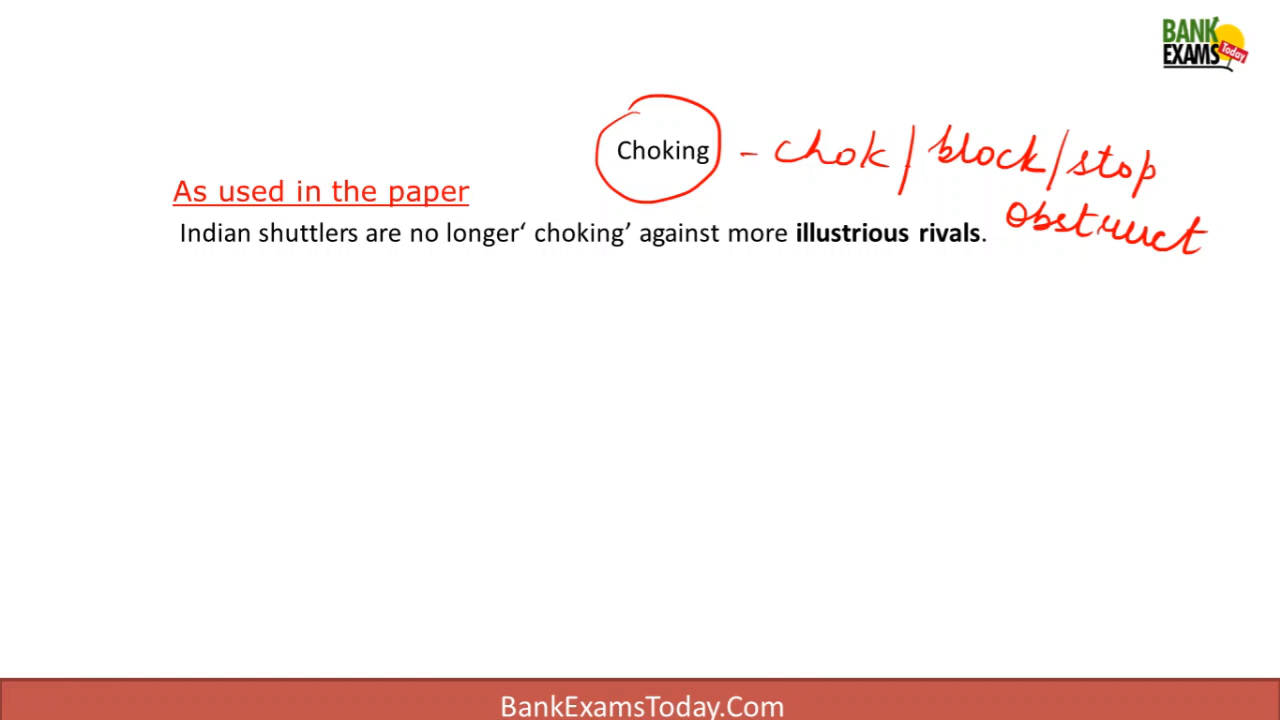 BANK
EXAMS Today
Choking - chok / block / stop
obstruct
As used in the paper
Indian shuttlers are no longer‘ choking’ against more illustrious rivals.
BankExamsToday.Com